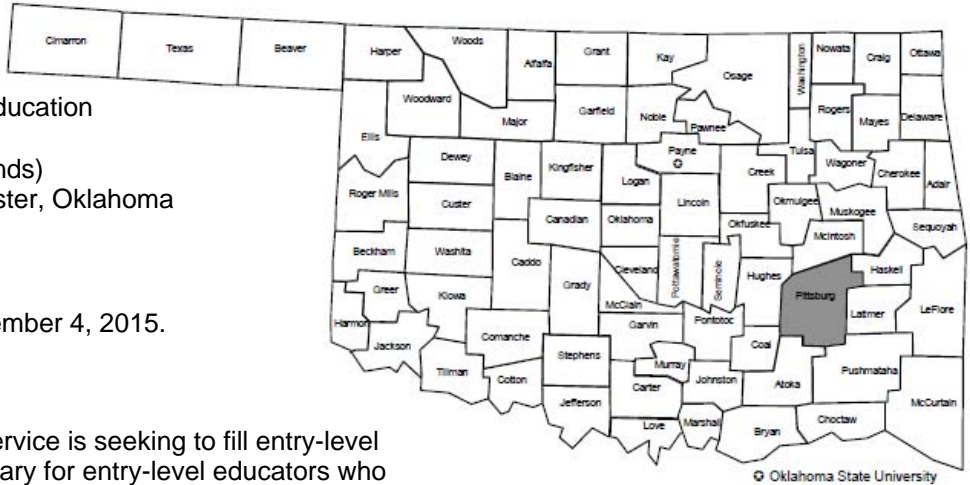 Cimarron Texas Beaver Harper Woods Alfalfa Grant Kay Osage Washington Nowata Craig Ottawa
ducation
Woodward Major Garfield Noble Pawnee Rogers Mayes Delaware
Ellis Dewey Blaine Kingfisher Logan Payne Creek Tulsa Wagoner Cherokee Adair
nds)
ster, Oklahoma
Roger Mills Custer Canadian Oklahoma Lincoln Okfuskee Okmulgee Muskogee Sequoyah
Beckham Washita Caddo Grady Cleveland Pottawatomie Seminole Hughes McIntosh Haskell
Greer Kiowa McClain Pittsburg Latimer LeFlore
ember 4, 2015.
Harmon Jackson Comanche Stephens Garvin Pontotoc Coal
Tillman Cotton Jefferson Carter Murray Johnston Atoka Pushmataha McCurtain
Love Marshall Bryan Choctaw
ervice is seeking to fill entry-level
ary for entry-level educators who
Oklahoma State University